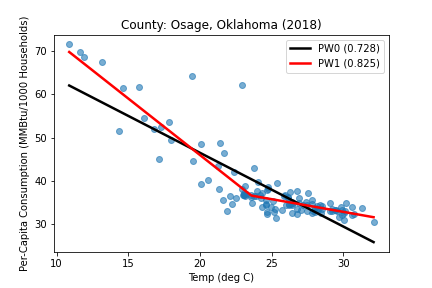 County: Osage, Oklahoma (2018)
PW0 (0.728)
PW1 (0.825)
Per-Capita Consumption (MMBtu/1000 Households)
70
60
50
40
30
10 15 20 25 30
Temp (deg C)